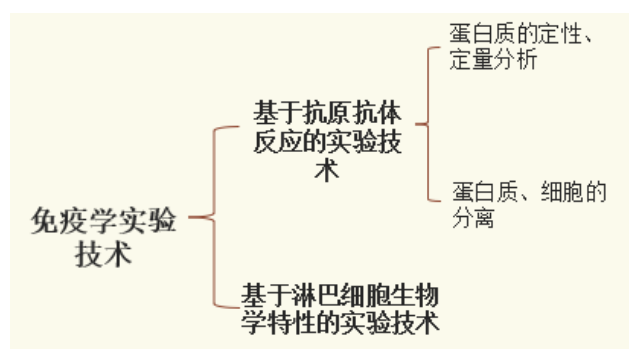 蛋白质的定性、
定量分析
基于抗原抗体
反应的实验技
术
蛋白质、细胞的
分离
免疫学实验
技术
基于淋巴细胞生物
学特性的实验技术